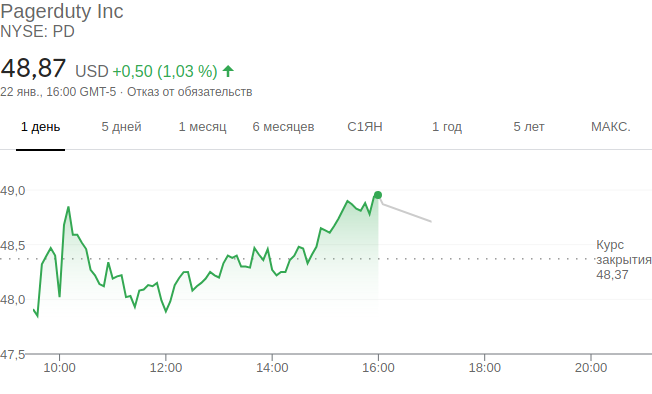 Pagerduty Inc
NYSE: PD
48,87 USD +0,50 (1,03 %)
22 янв., 16:00 GMT-5 · Отказ от обязательств
1 день 5 дней 1 месяц 6 месяцев С1ЯН 1 год 5 лет МАКС.
49,0
48,5
Курс
закрытия
48,37
48,0
47,5
10:00 12:00 14:00 16:00 18:00 20:00